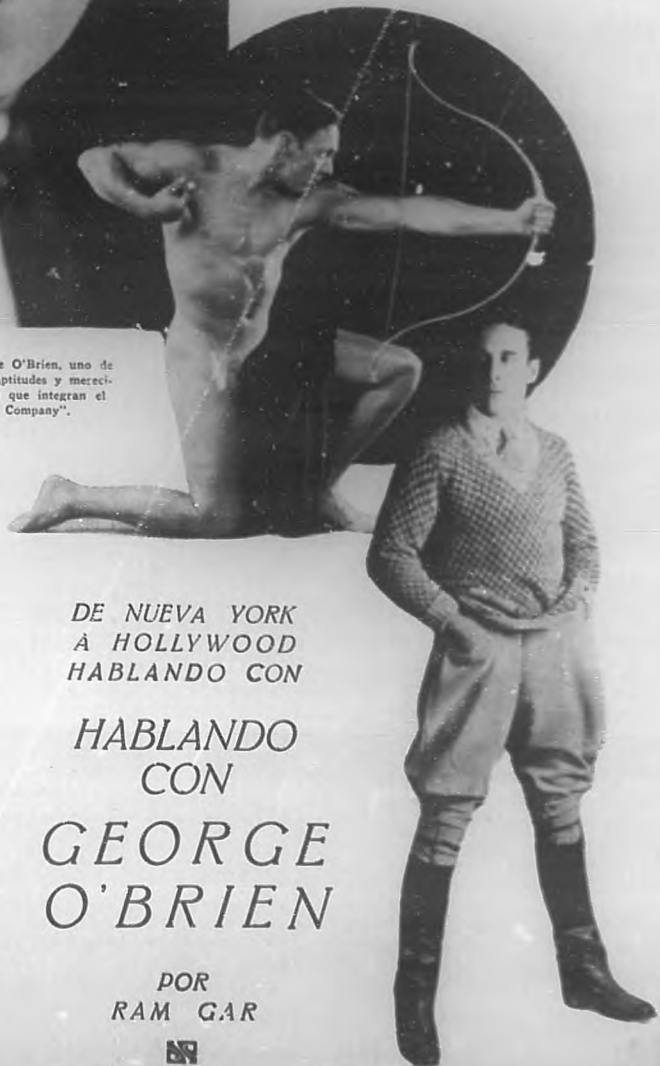 e O'Brien, uno de
ptitudes y mereci-
que integran el
Company".
DE NUEVA YORK
A HOLLYWOOD
HABLANDO CON
HABLANDO
CON
GEORGE
O'BRIEN
POR
RAM GAR